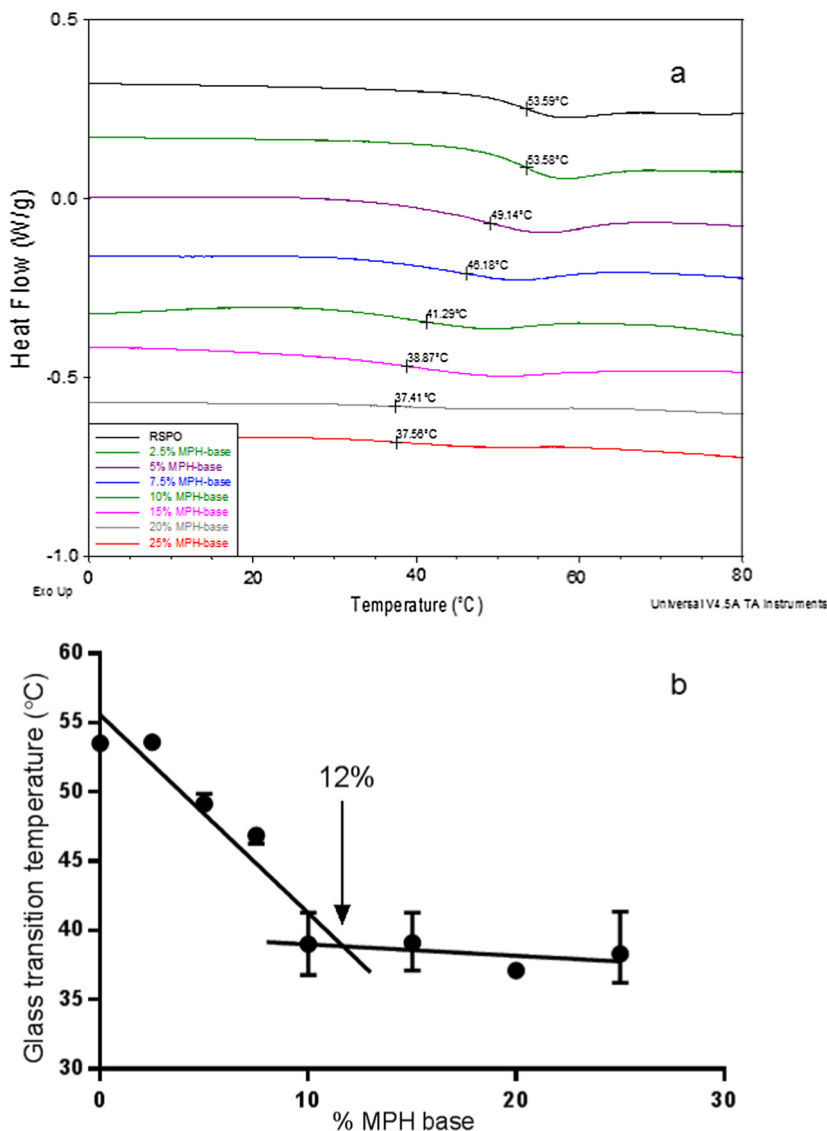 a
0.5
0.0
-0.5
-1.0
Heat Flow (W/g)
53.59°C
53.58°C
49.14°C
46.18°C
41.29°C
38.87°C
37.41°C
37.56°C
RSPO
2.5% MPH-base
5% MPH-base
7.5% MPH-base
10% MPH-base
15% MPH-base
20% MPH-base
25% MPH-base
0 20 40 60 80
Exo Up
Temperature (°C)
Universal V4.5A TA Instruments
b
60
55
50
45
40
35
30
Glass transition temperature (°C)
12%
0 10 20 30
% MPH base